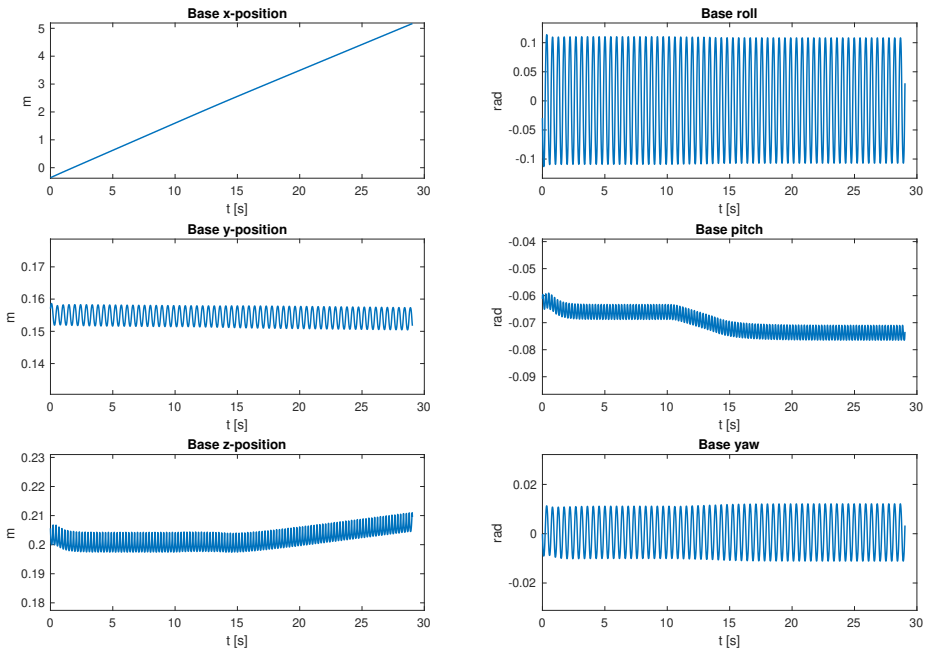 Base x-position
5
4
3
2
1
0
m
0 5 10 15 20 25 30
t [s]
Base roll
0.1
0.05
0
-0.05
-0.1
rad
0 5 10 15 20 25 30
t [s]
Base y-position
0.17
0.16
0.15
0.14
m
0 5 10 15 20 25 30
t [s]
Base pitch
-0.04
-0.05
-0.06
-0.07
-0.08
-0.09
rad
0 5 10 15 20 25 30
t [s]
Base z-position
0.23
0.22
0.21
0.2
0.19
0.18
m
0 5 10 15 20 25 30
t [s]
Base yaw
0.02
0
-0.02
rad
0 5 10 15 20 25 30
t [s]